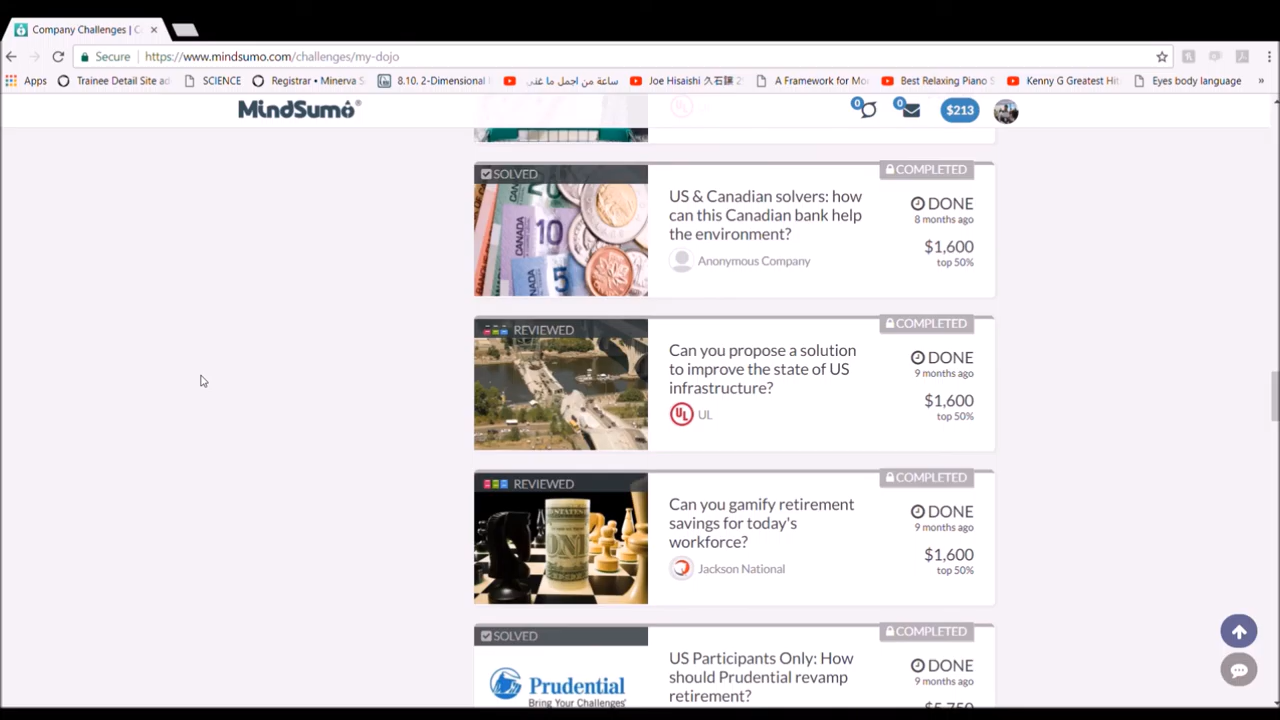 Company Challenges | C
Secure https://www.mindsumo.com/challenges/my-dojo
Apps Trainee Detail Site ad SCIENCE Registrar • Minerva S 8.10. 2-Dimensional ساعة من اجمل ما غنى Joe Hisaishi 久石譲 2 A Framework for Mo Best Relaxing Piano S Kenny G Greatest Hit Eyes body language »
MindSumo® 0 0 $213
SOLVED
COMPLETED
US & Canadian solvers: how
can this Canadian bank help
the environment?
Anonymous Company
DONE
8 months ago
$1,600
top 50%
REVIEWED
COMPLETED
Can you propose a solution
to improve the state of US
infrastructure?
UL UL
DONE
9 months ago
$1,600
top 50%
REVIEWED
COMPLETED
Can you gamify retirement
savings for today's
workforce?
Jackson National
DONE
9 months ago
$1,600
top 50%
SOLVED
COMPLETED
Prudential
Bring Your Challenges
US Participants Only: How
should Prudential revamp
retirement?
DONE
9 months ago
$5,750